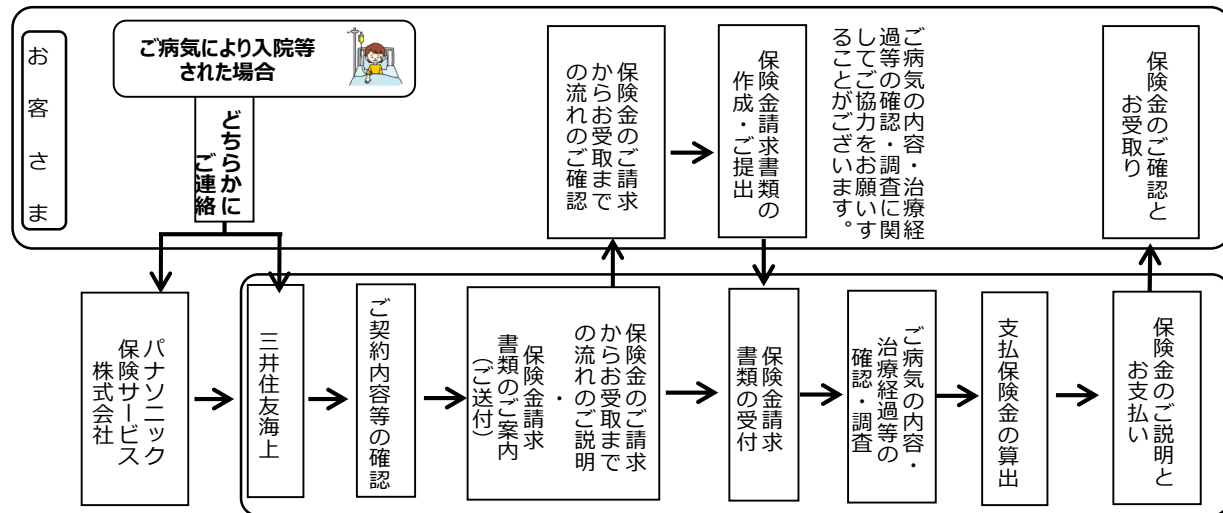 お客さま
ご病気により入院等
された場合
どちらかに
ご連絡
保険金のご請求
からお受取まで
の流れのご確認
保険金請求書類の
作成・ご提出
ご病気の内容・治療経
過等の確認・調査に関
してご協力をお願いす
ることがございます。
保険金のご確認と
お受取り
パナソニック
保険サービス
株式会社
三井住友海上
ご契約内容等の確認
保険金のご請求
からお受取まで
の流れのご説明
・
保険金請求
書類のご案内
（ご送付）
保険金請求
書類の受付
ご病気の内容・
治療経過等の
確認・調査
支払保険金の算出
保険金のご説明と
お支払い